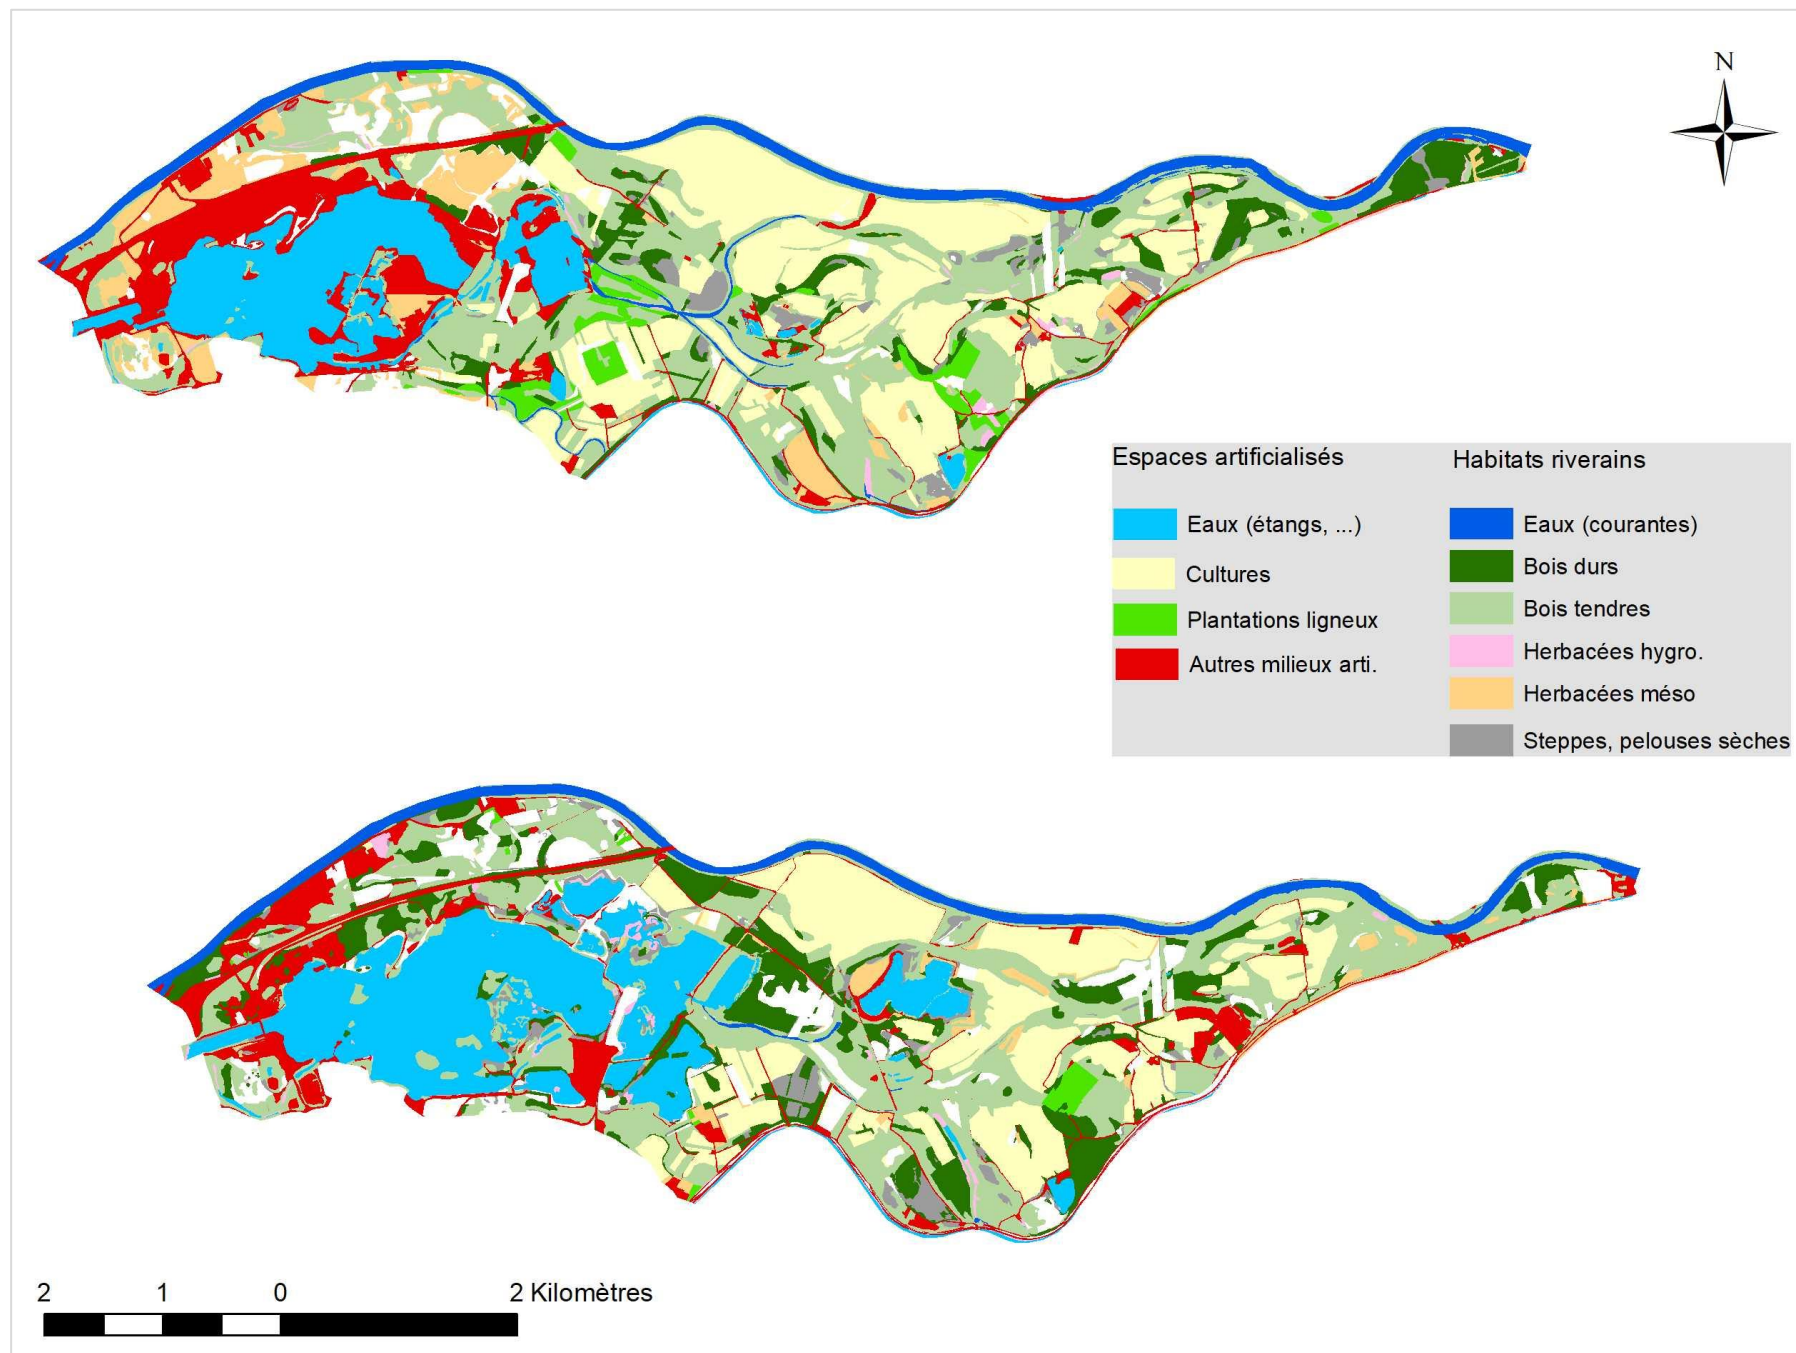 N
Espaces artificialisés
Eaux (étangs, ...)
Cultures
Plantations ligneux
Autres milieux arti.
Habitats riverains
Eaux (courantes)
Bois durs
Bois tendres
Herbacées hygro.
Herbacées méso
Steppes, pelouses sèches
2 1 0 2 Kilomètres